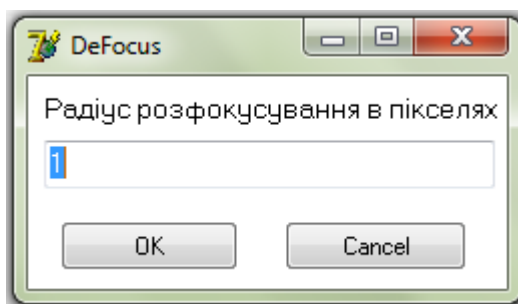 DeFocus
Радіус розфокусування в пікселях
1
OK
Cancel